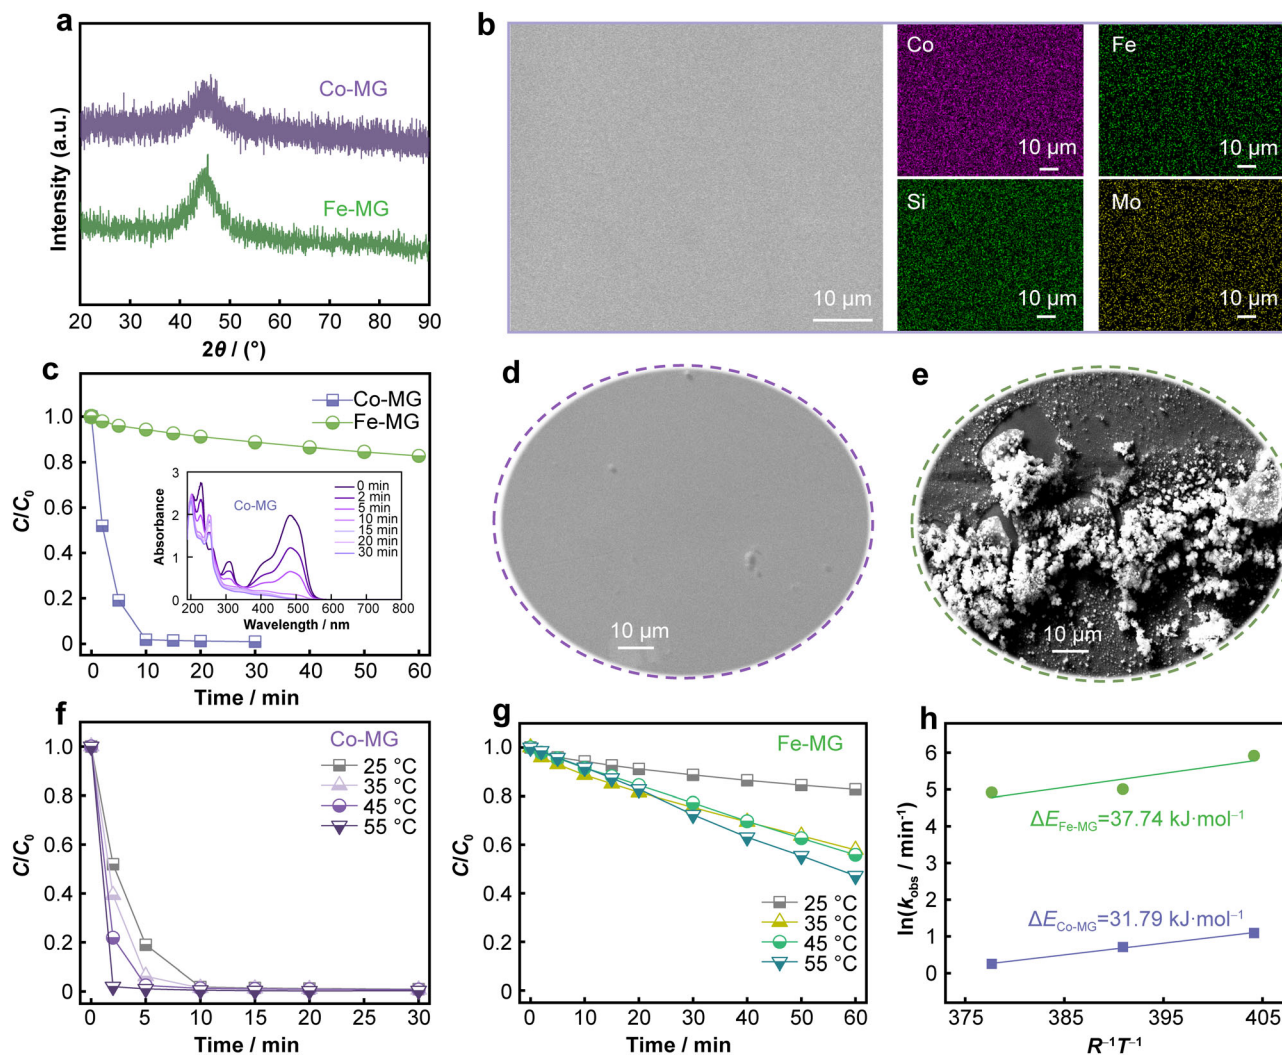 a
Co-MG
Fe-MG
Intensity (a.u.)
20 30 40 50 60 70 80 90
2θ / (°)
b
10 μm
Co
10 μm
Fe
10 μm
Si
10 μm
Mo
10 μm
c
Co-MG
Fe-MG
1.0
0.8
0.6
0.4
0.2
0
C/C₀
0 10 20 30 40 50 60
Time / min
3
2
1
0
Absorbance
Co-MG
0 min
2 min
5 min
10 min
15 min
20 min
30 min
200 300 400 500 600 700 800
Wavelength / nm
d
10 μm
e
10 μm
f
Co-MG
25 °C
35 °C
45 °C
55 °C
1.0
0.8
0.6
0.4
0.2
0
C/C₀
0 5 10 15 20 25 30
Time / min
g
Fe-MG
25 °C
35 °C
45 °C
55 °C
1.0
0.8
0.6
0.4
0.2
0
C/C₀
0 10 20 30 40 50 60
Time / min
h
6
5
4
3
2
1
0
ln(k_obs / min⁻¹)
ΔE_Fe-MG=37.74 kJ·mol⁻¹
ΔE_Co-MG=31.79 kJ·mol⁻¹
375 385 395 405
R⁻¹T⁻¹